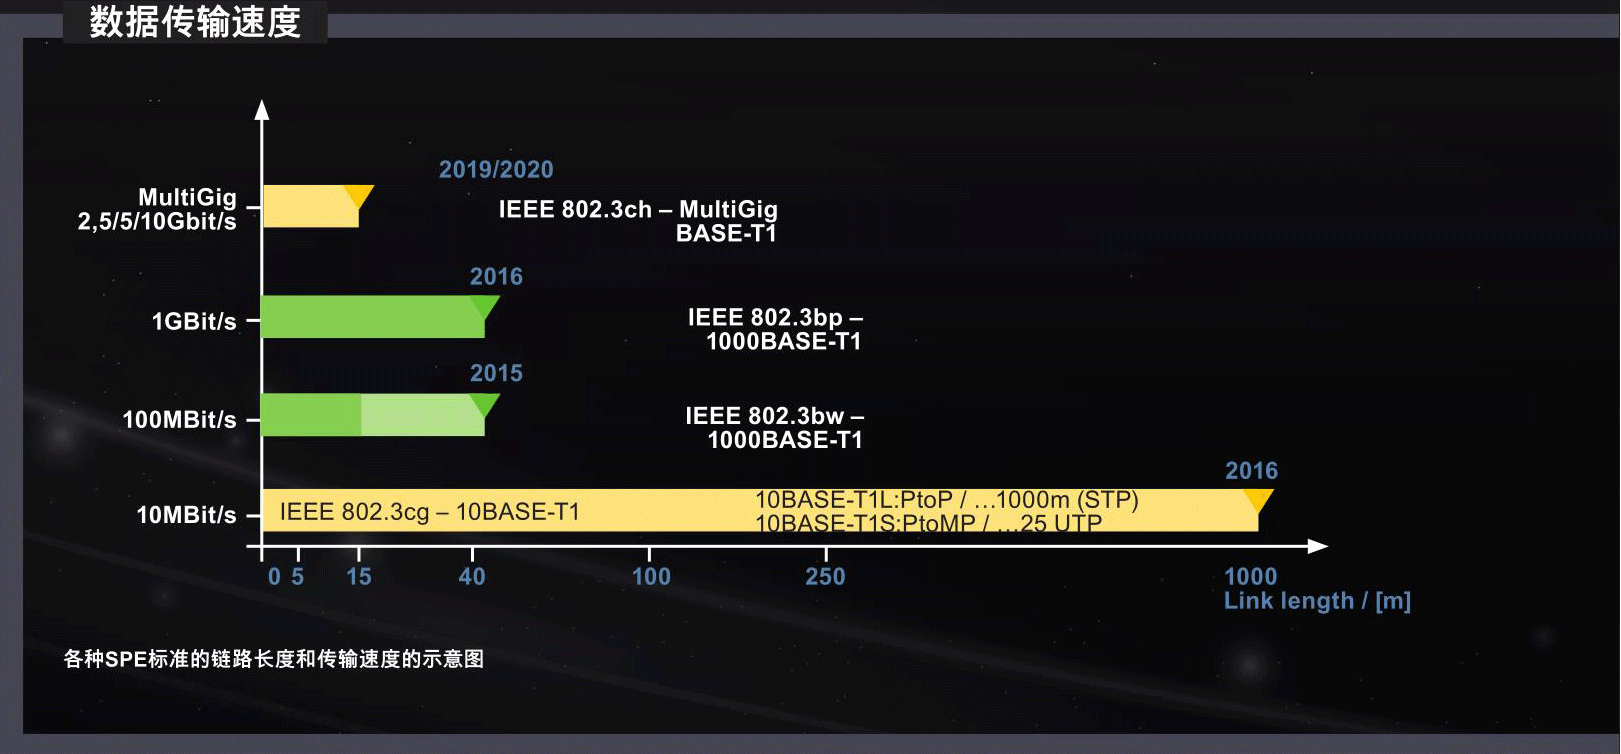 数据传输速度
2019/2020
MultiGig
2,5/5/10Gbit/s
IEEE 802.3ch – MultiGig
BASE-T1
2016
1GBit/s
IEEE 802.3bp –
1000BASE-T1
2015
100MBit/s
IEEE 802.3bw –
1000BASE-T1
2016
10MBit/s
IEEE 802.3cg – 10BASE-T1
10BASE-T1L:PtoP / ...1000m (STP)
10BASE-T1S:PtoMP / ...25 UTP
0 5 15 40 100 250 1000
Link length / [m]
各种SPE标准的链路长度和传输速度的示意图